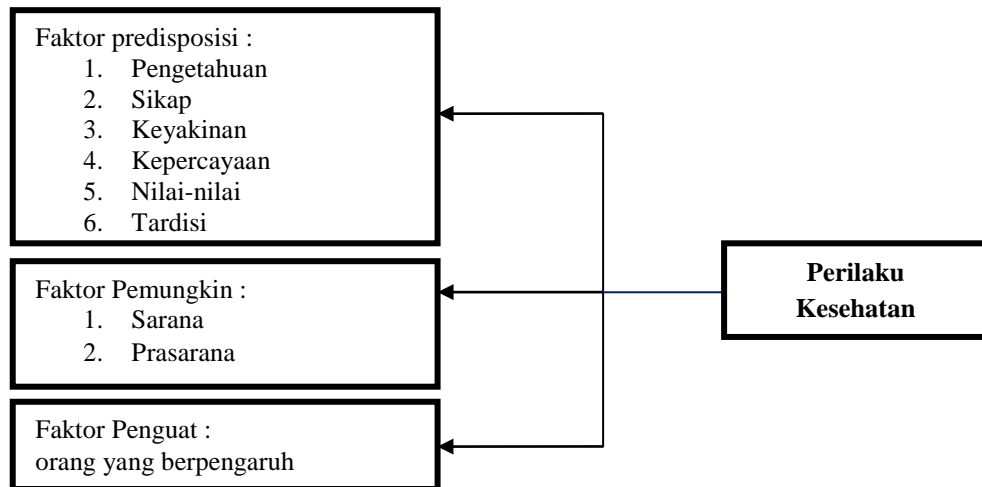 Faktor predisposisi :
1. Pengetahuan
2. Sikap
3. Keyakinan
4. Kepercayaan
5. Nilai-nilai
6. Tardisi
Faktor Pemungkin :
1. Sarana
2. Prasarana
Faktor Penguat :
orang yang berpengaruh
Perilaku
Kesehatan